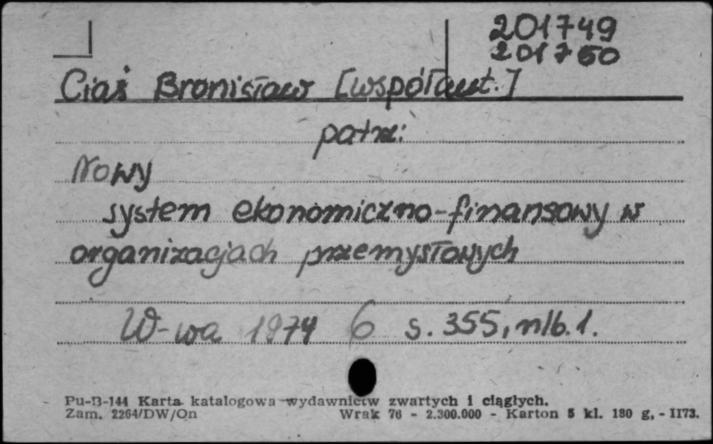 201749
201750
Ciaś Bronisław [współaut.]
patrz:
Nowy
system ekonomiczno-finansowy w
organizacjach przemysłowych
W-wa 1974 6 s. 355, nlb. 1.
Pu-B-144 Karta katalogowa wydawnictw zwartych i ciągłych.
Zam. 2264/DW/On Wrak 76 - 2.300.000 - Karton 5 kl. 180 g. - II73.